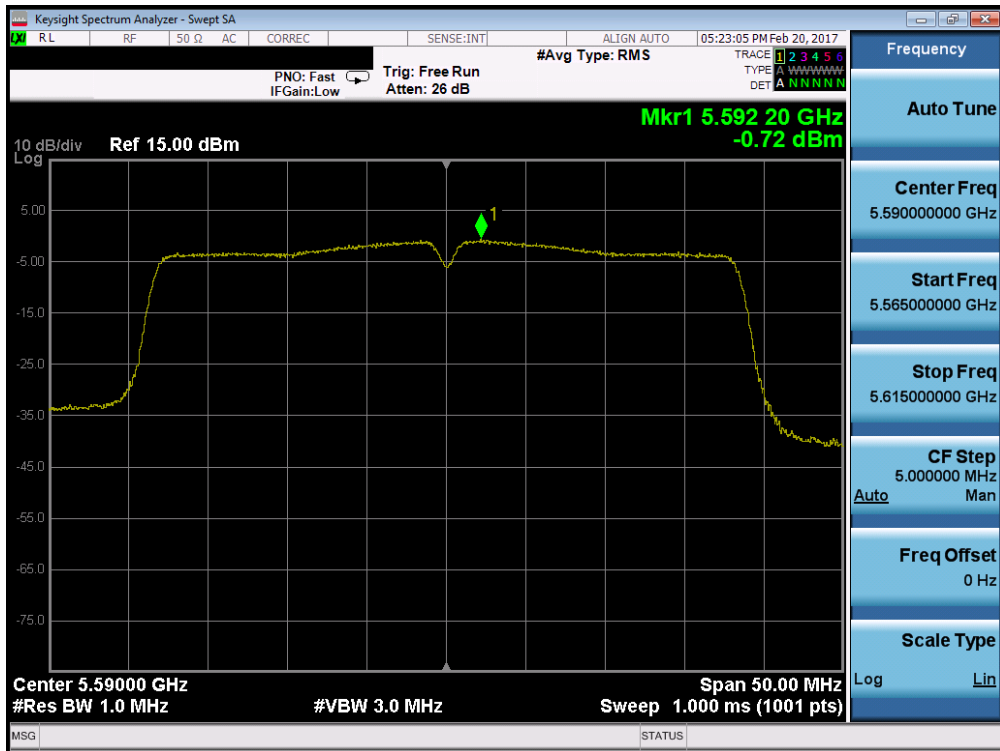 Keysight Spectrum Analyzer - Swept SA
LXI RL RF 50 Ω AC CORREC SENSE:INT ALIGN AUTO 05:23:05 PM Feb 20, 2017
#Avg Type: RMS TRACE 1 2 3 4 5 6
PNO: Fast Trig: Free Run TYPE A WWWWW
IFGain:Low Atten: 26 dB DET A N N N N N
Mkr1 5.592 20 GHz
-0.72 dBm
10 dB/div Ref 15.00 dBm
Log
1
5.00
-5.00
-15.0
-25.0
-35.0
-45.0
-55.0
-65.0
-75.0
Center 5.59000 GHz Span 50.00 MHz
#Res BW 1.0 MHz #VBW 3.0 MHz Sweep 1.000 ms (1001 pts)
MSG STATUS
Frequency
Auto Tune
Center Freq
5.590000000 GHz
Start Freq
5.565000000 GHz
Stop Freq
5.615000000 GHz
CF Step
5.000000 MHz
Auto Man
Freq Offset
0 Hz
Scale Type
Log Lin